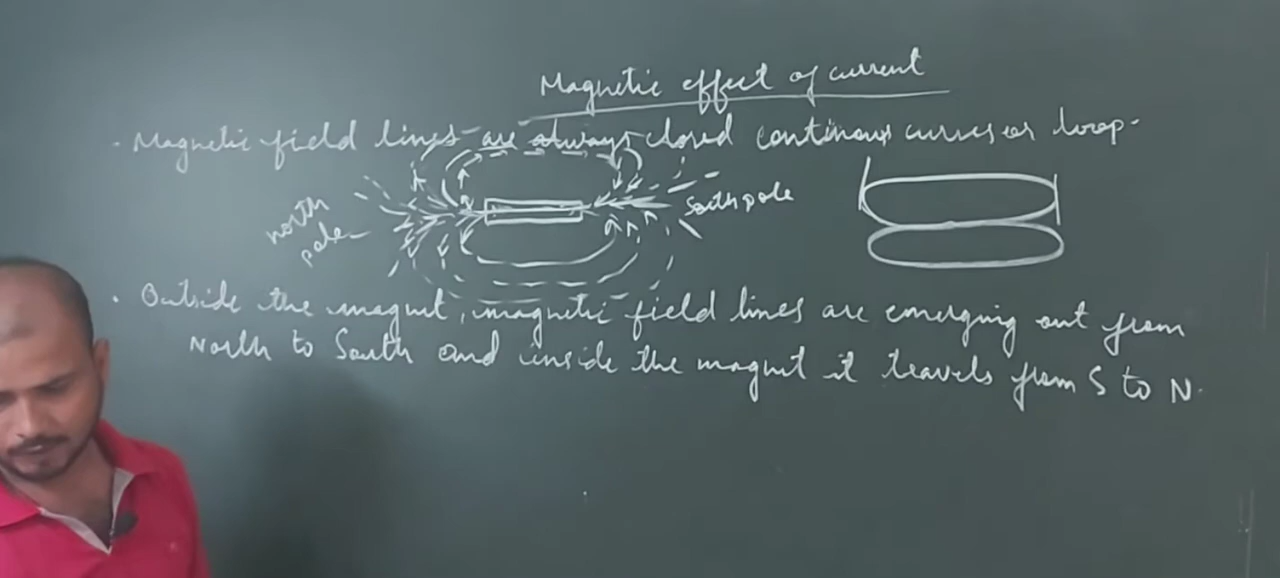 Magnetic effect of current
. Magnetic field lines are always closed continous curves or loop.
north
pole
South pole
. Outside the magnet, magnetic field lines are emerging out from
North to South and inside the magnet it travels from S to N.